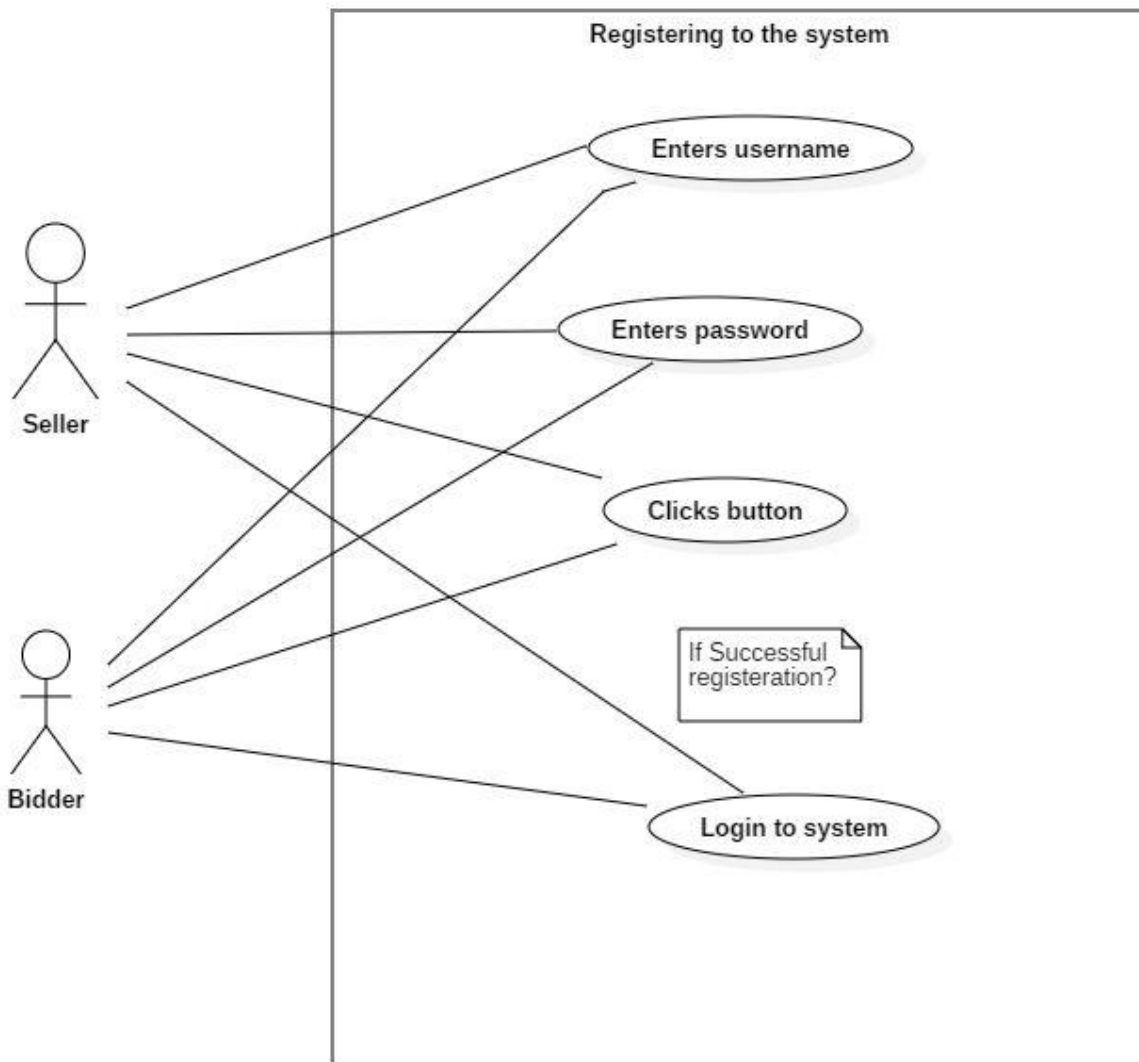 Registering to the system
Enters username
Enters password
Seller
Clicks button
If Successful
registeration?
Bidder
Login to system